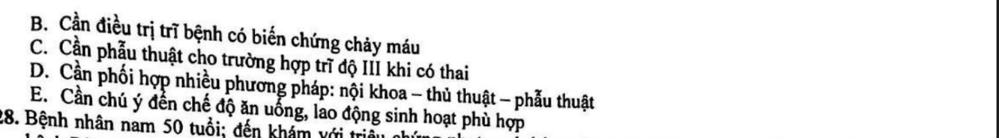 B. Cần điều trị trĩ bệnh có biến chứng chảy máu
C. Cần phẫu thuật cho trường hợp trĩ độ III khi có thai
D. Cần phối hợp nhiều phương pháp: nội khoa – thủ thuật – phẫu thuật
E. Cần chú ý đến chế độ ăn uống, lao động sinh hoạt phù hợp
28. Bệnh nhân nam 50 tuổi; đến khám với triệu